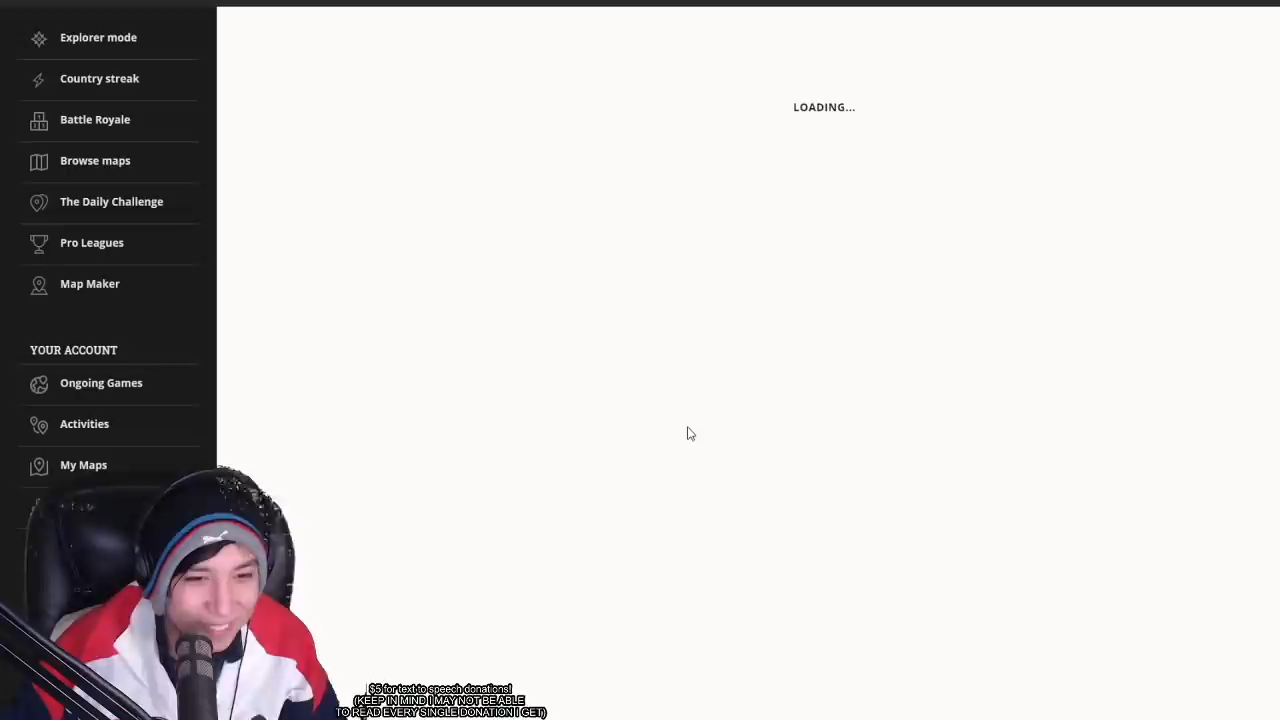 Explorer mode
Country streak
Battle Royale
Browse maps
The Daily Challenge
Pro Leagues
Map Maker
YOUR ACCOUNT
Ongoing Games
Activities
My Maps
LOADING...
$5 for text to speech donations!
(KEEP IN MIND I MAY NOT BE ABLE
TO READ EVERY SINGLE DONATION I GET)